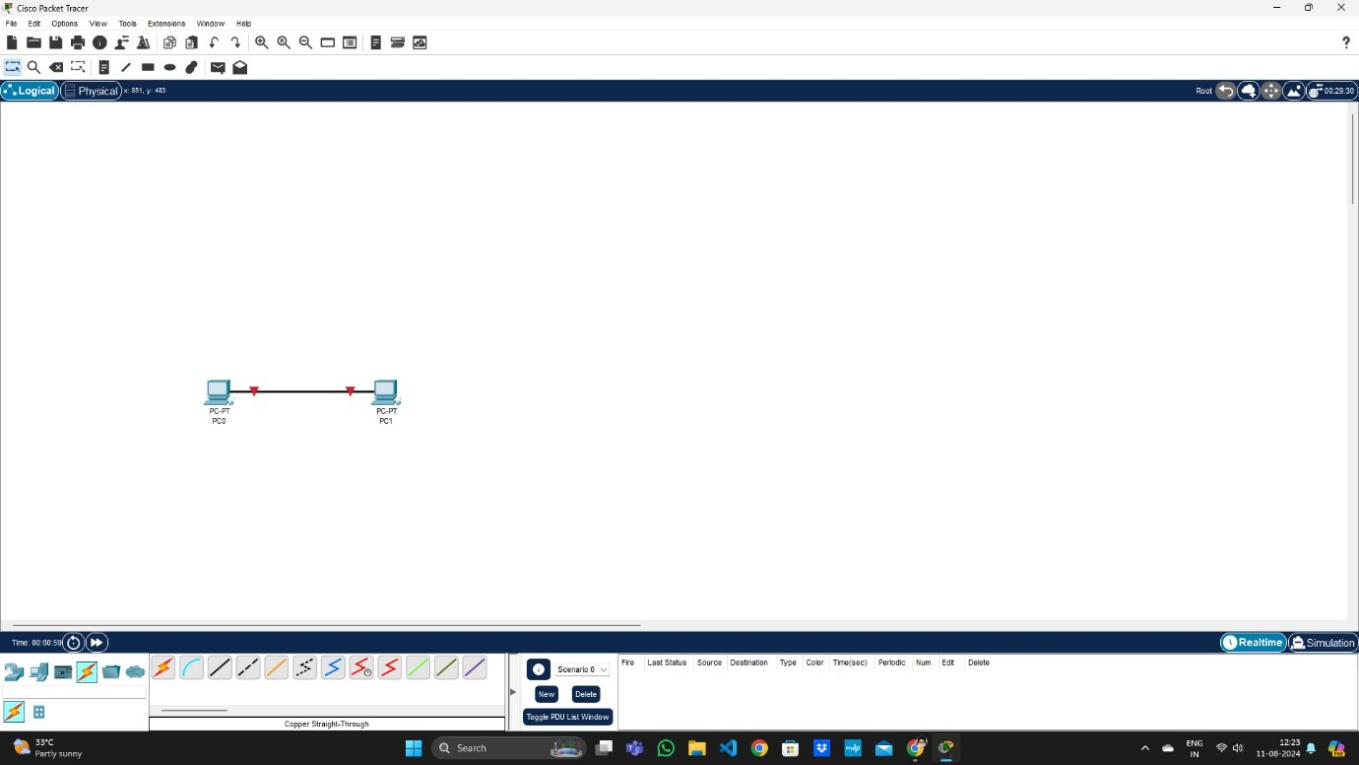 Cisco Packet Tracer
File Edit Options View Tools Extensions Window Help
?
Logical Physical x: 851, y: 483 Root 00:29:30
PC-PT
PC0
PC-PT
PC1
Time: 00:00:59 Realtime Simulation
Scenario 0 Fire Last Status Source Destination Type Color Time(sec) Periodic Num Edit Delete
New Delete
Toggle PDU List Window
Copper Straight-Through
33°C
Partly sunny
Search
ENG
IN
12:23
11-08-2024